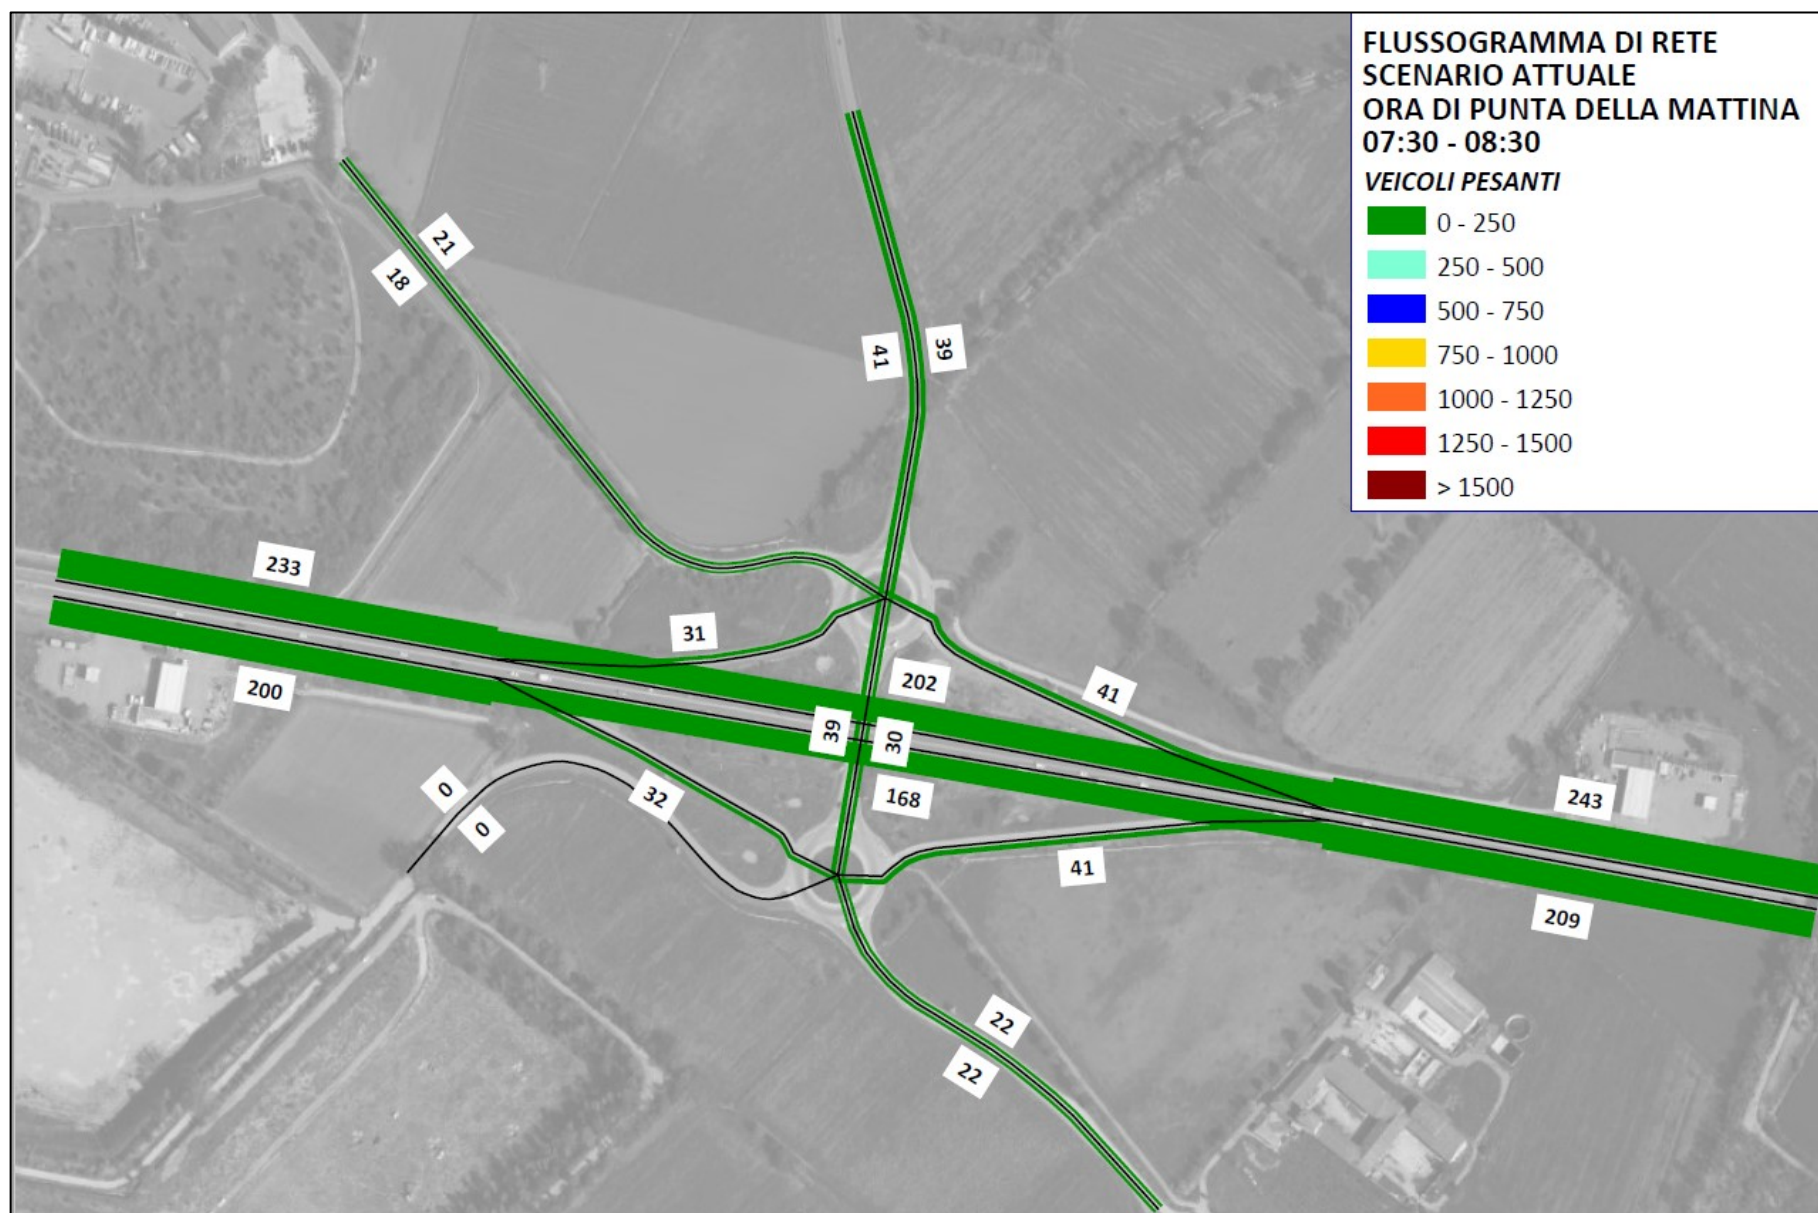 FLUSSOGRAMMA DI RETE
SCENARIO ATTUALE
ORA DI PUNTA DELLA MATTINA
07:30 - 08:30
VEICOLI PESANTI
0 - 250
250 - 500
500 - 750
750 - 1000
1000 - 1250
1250 - 1500
> 1500
21
18
41
39
233
31
200
202
41
39
30
168
32
0
0
243
41
209
22
22